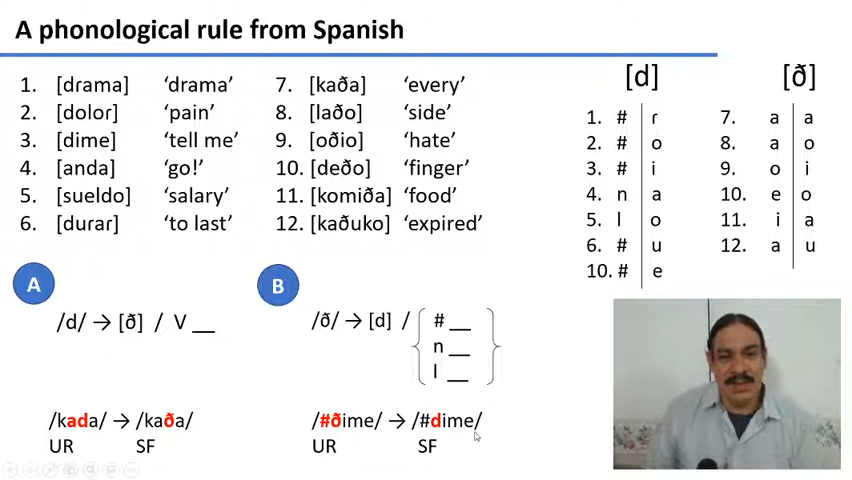 A phonological rule from Spanish
1. [dɾama] ‘drama’
2. [doloɾ] ‘pain’
3. [dime] ‘tell me’
4. [anda] ‘go!’
5. [sueldo] ‘salary’
6. [duɾaɾ] ‘to last’
7. [kaða] ‘every’
8. [laðo] ‘side’
9. [oðio] ‘hate’
10. [deðo] ‘finger’
11. [komiða] ‘food’
12. [kaðuko] ‘expired’
[d]
1. # ɾ
2. # o
3. # i
4. n a
5. l o
6. # u
10. # e
[ð]
7. a a
8. a o
9. o i
10. e o
11. i a
12. a u
A
/d/ → [ð] / V __
/kada/ → /kaða/
UR SF
B
/ð/ → [d] / { # __
n __
l __ }
/#ðime/ → /#dime/
UR SF